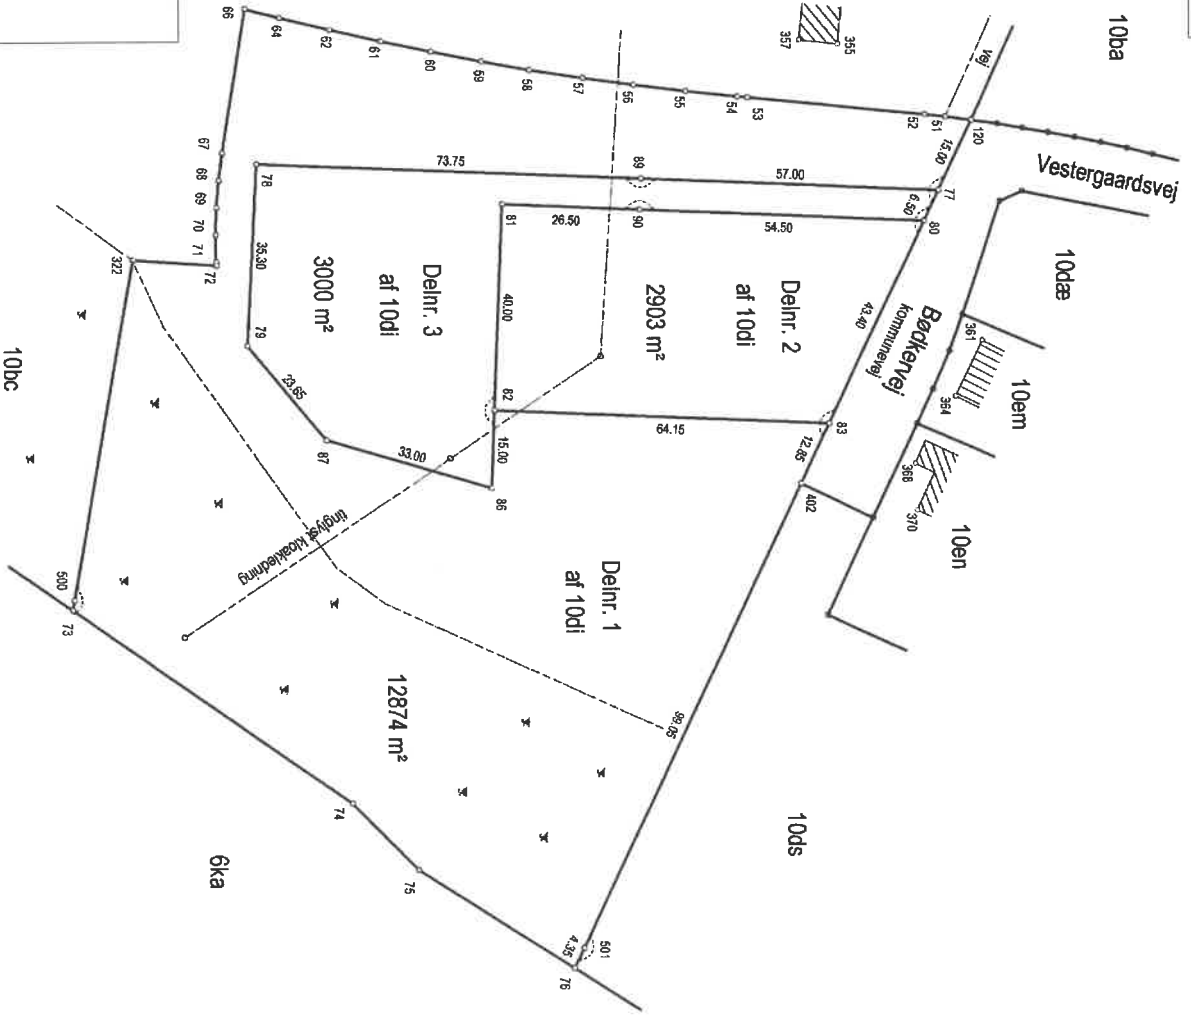 10ba
355
357
vej
Vestergaardsvej
66
64
62
61
60
59
58
57
56
55
54
53
52
51
120
15.00
77
6.50
80
10dæ
67
68
69
70
71
72
78
73.75
89
57.00
81
26.50
90
54.50
43.40
Bødkervej
kommunevej
361
364
10em
368
370
10en
322
35.30
79
3000 m²
Delnr. 3
af 10di
40.00
2903 m²
Delnr. 2
af 10di
82
64.15
83
12.85
402
23.65
87
33.00
15.00
86
10bc
tinglyst kloakledning
Delnr. 1
af 10di
500
73
12874 m²
99.05
10ds
74
75
6ka
501
4.35
76